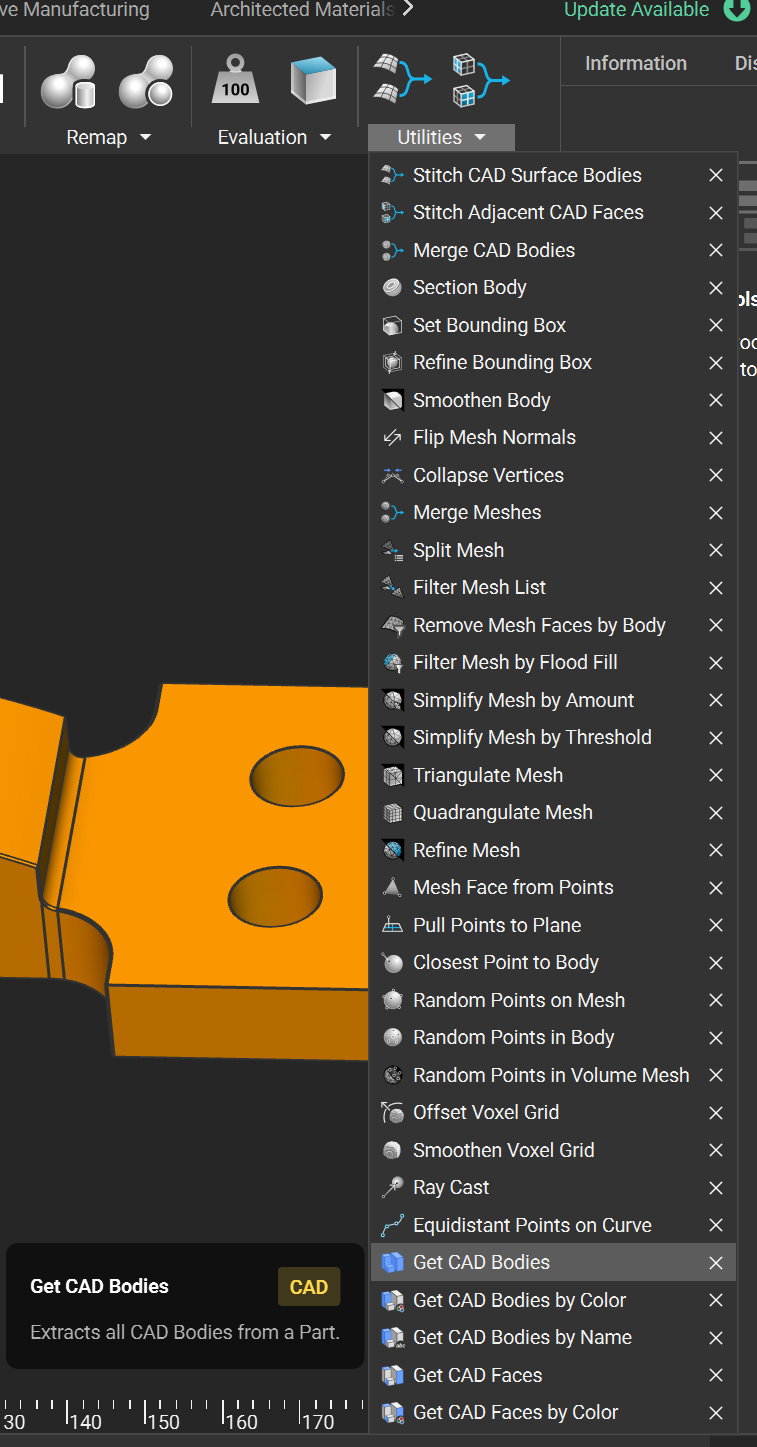 ve Manufacturing
Architected Materials
Update Available
100
Remap
Evaluation
Utilities
Information
Dis
Stitch CAD Surface Bodies
Stitch Adjacent CAD Faces
Merge CAD Bodies
Section Body
Set Bounding Box
Refine Bounding Box
Smoothen Body
Flip Mesh Normals
Collapse Vertices
Merge Meshes
Split Mesh
Filter Mesh List
Remove Mesh Faces by Body
Filter Mesh by Flood Fill
Simplify Mesh by Amount
Simplify Mesh by Threshold
Triangulate Mesh
Quadrangulate Mesh
Refine Mesh
Mesh Face from Points
Pull Points to Plane
Closest Point to Body
Random Points on Mesh
Random Points in Body
Random Points in Volume Mesh
Offset Voxel Grid
Smoothen Voxel Grid
Ray Cast
Equidistant Points on Curve
Get CAD Bodies
Get CAD Bodies by Color
Get CAD Bodies by Name
Get CAD Faces
Get CAD Faces by Color
Get CAD Bodies
CAD
Extracts all CAD Bodies from a Part.
30 140 150 160 170